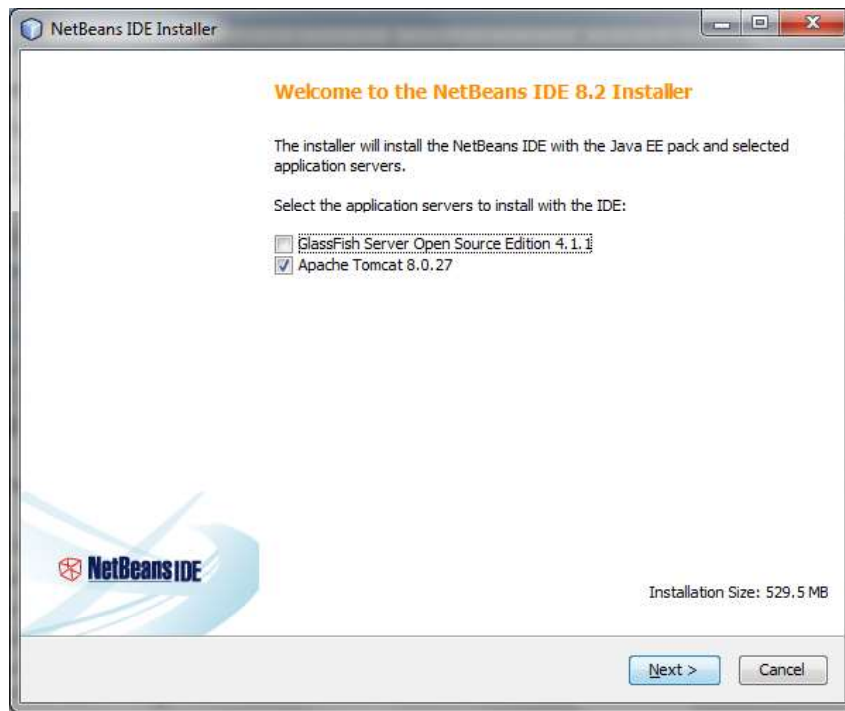 NetBeans IDE Installer
Welcome to the NetBeans IDE 8.2 Installer
The installer will install the NetBeans IDE with the Java EE pack and selected
application servers.
Select the application servers to install with the IDE:
GlassFish Server Open Source Edition 4.1.1
Apache Tomcat 8.0.27
NetBeans IDE
Installation Size: 529.5 MB
Next >
Cancel